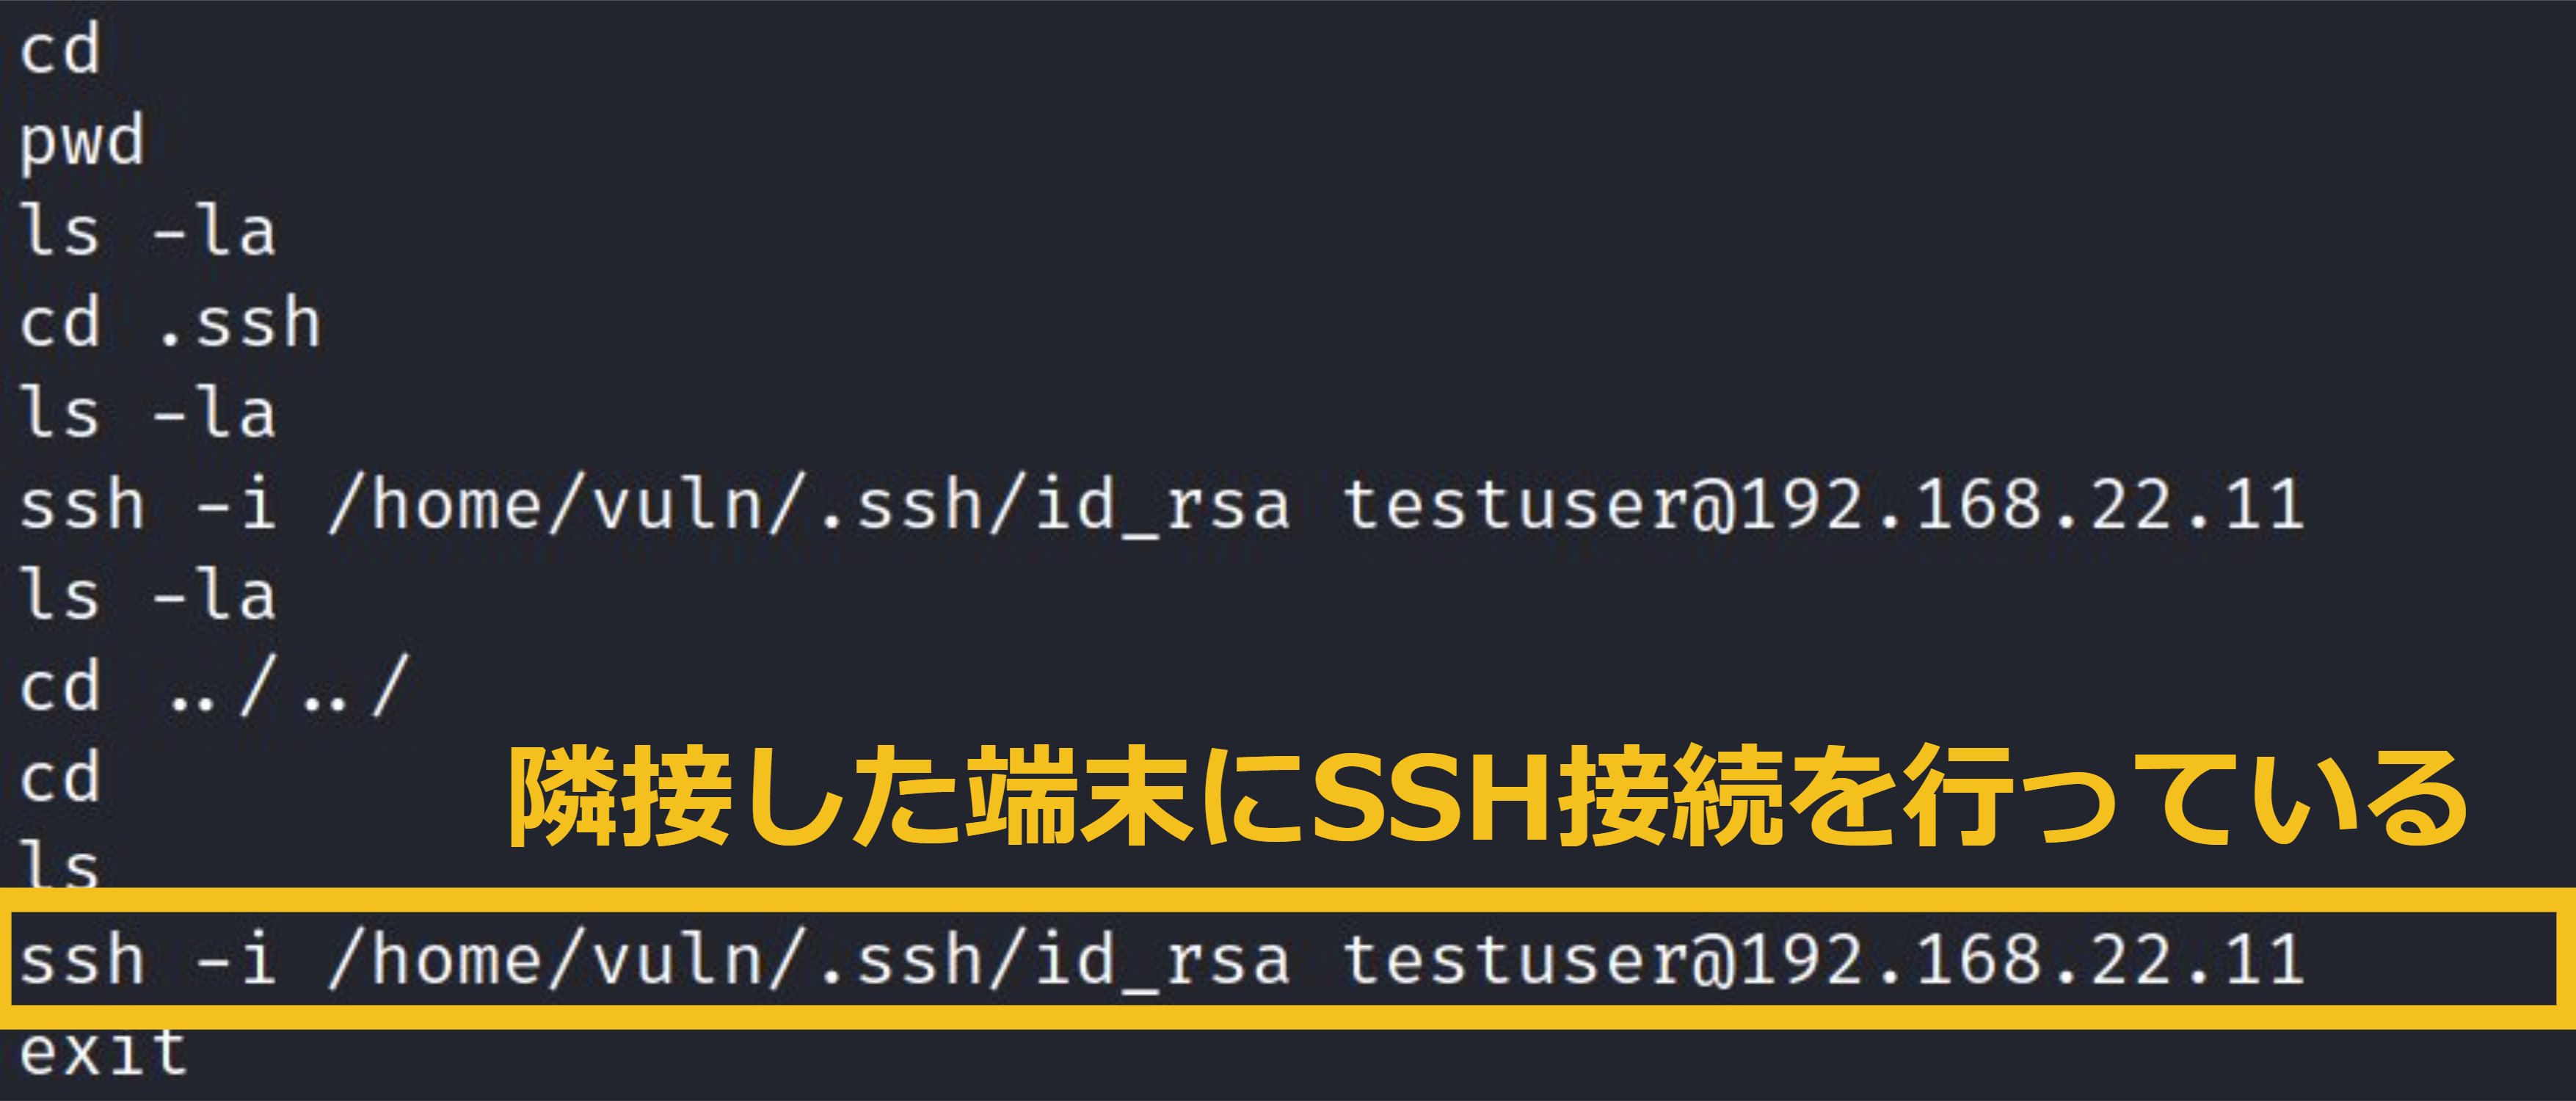 cd
pwd
ls -la
cd .ssh
ls -la
ssh -i /home/vuln/.ssh/id_rsa testuser@192.168.22.11
ls -la
cd ../../
cd
隣接した端末にSSH接続を行っている
ls
ssh -i /home/vuln/.ssh/id_rsa testuser@192.168.22.11
exit